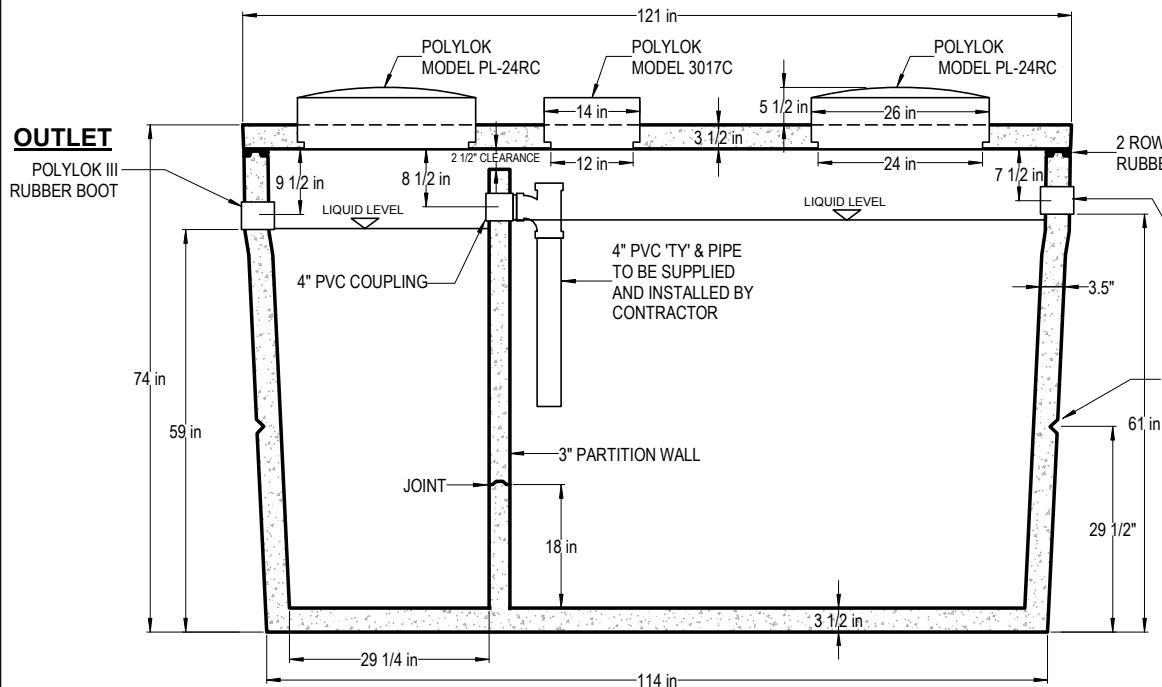 121 in
POLYLOK
MODEL PL-24RC
POLYLOK
MODEL 3017C
POLYLOK
MODEL PL-24RC
5 1/2 in
14 in
26 in
3 1/2 in
OUTLET
POLYLOK III
RUBBER BOOT
9 1/2 in
8 1/2 in
2 1/2" CLEARANCE
12 in
24 in
7 1/2 in
2 ROW
RUBBE
LIQUID LEVEL
LIQUID LEVEL
4" PVC COUPLING
4" PVC 'TY' & PIPE
TO BE SUPPLIED
AND INSTALLED BY
CONTRACTOR
3.5"
74 in
59 in
61 in
3" PARTITION WALL
JOINT
18 in
29 1/2"
3 1/2 in
29 1/4 in
114 in